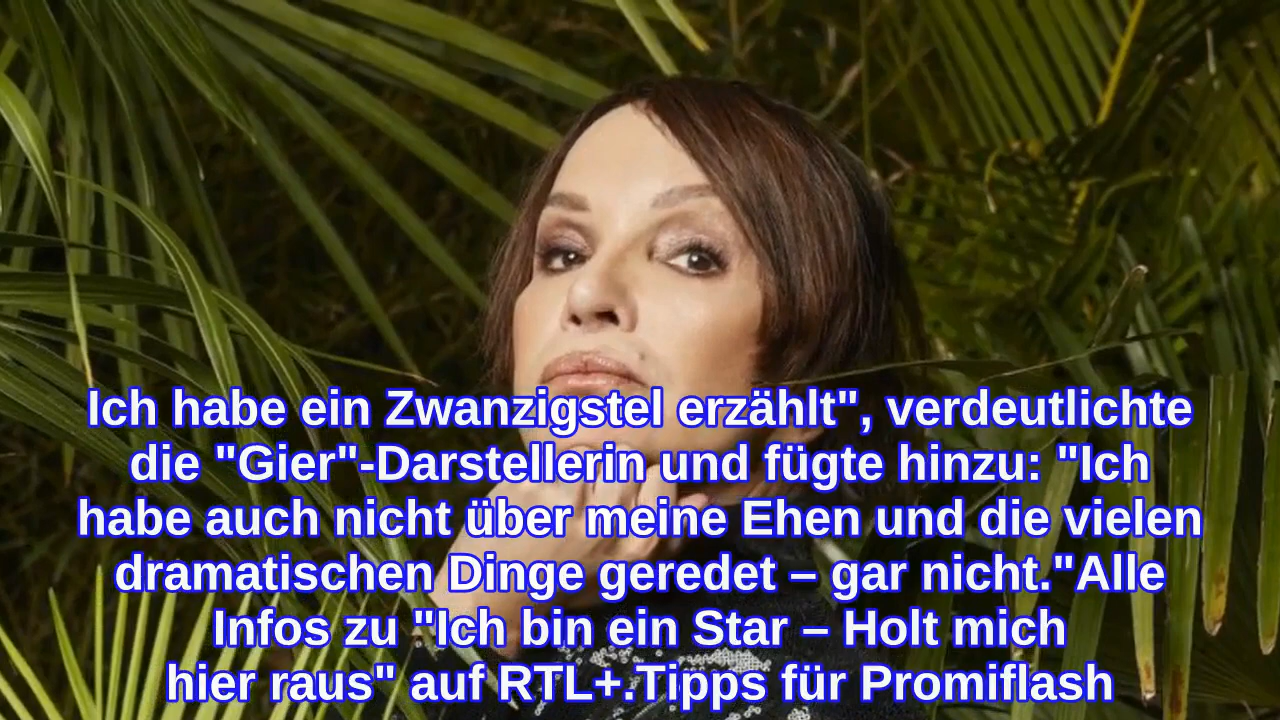 Ich habe ein Zwanzigstel erzählt", verdeutlichte
die "Gier"-Darstellerin und fügte hinzu: "Ich
habe auch nicht über meine Ehen und die vielen
dramatischen Dinge geredet – gar nicht."Alle
Infos zu "Ich bin ein Star – Holt mich
hier raus" auf RTL+.Tipps für Promiflash